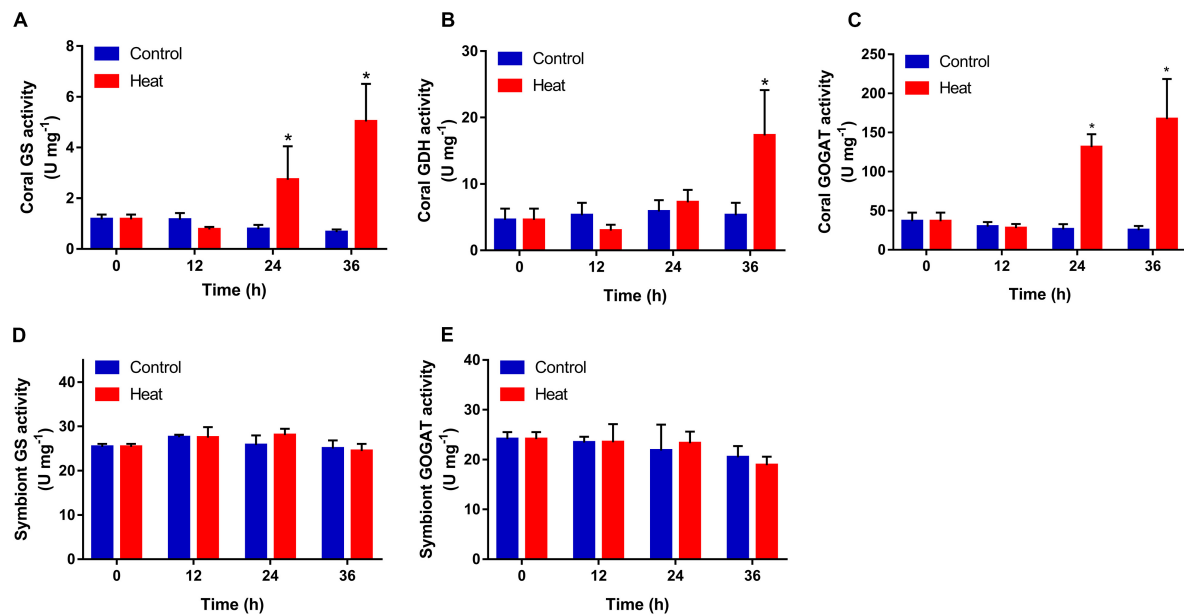 A
Coral GS activity
(U mg⁻¹)
8
6
4
2
0
Control
Heat
*
*
0 12 24 36
Time (h)
B
Coral GDH activity
(U mg⁻¹)
30
20
10
0
Control
Heat
*
0 12 24 36
Time (h)
C
Coral GOGAT activity
(U mg⁻¹)
250
200
150
100
50
0
Control
Heat
*
*
0 12 24 36
Time (h)
D
Symbiont GS activity
(U mg⁻¹)
40
30
20
10
0
Control
Heat
0 12 24 36
Time (h)
E
Symbiont GOGAT activity
(U mg⁻¹)
40
30
20
10
0
Control
Heat
0 12 24 36
Time (h)